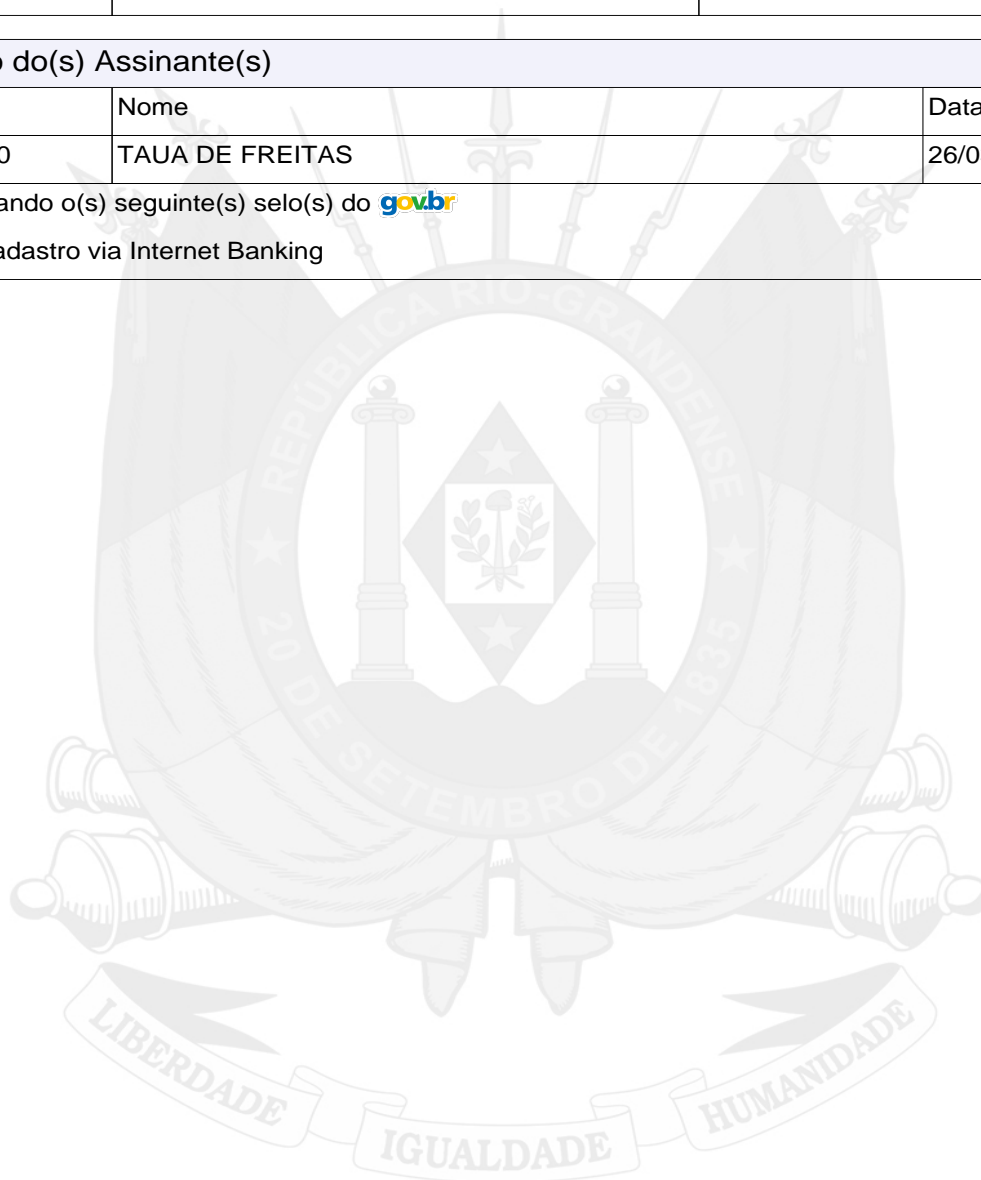 o do(s) Assinante(s)
Nome Data
0 TAUA DE FREITAS 26/0
ando o(s) seguinte(s) selo(s) do gov.br
adastro via Internet Banking
REPÚBLICA RIO-GRANDENSE
20 DE SETEMBRO DE 1835
LIBERDADE IGUALDADE HUMANIDADE